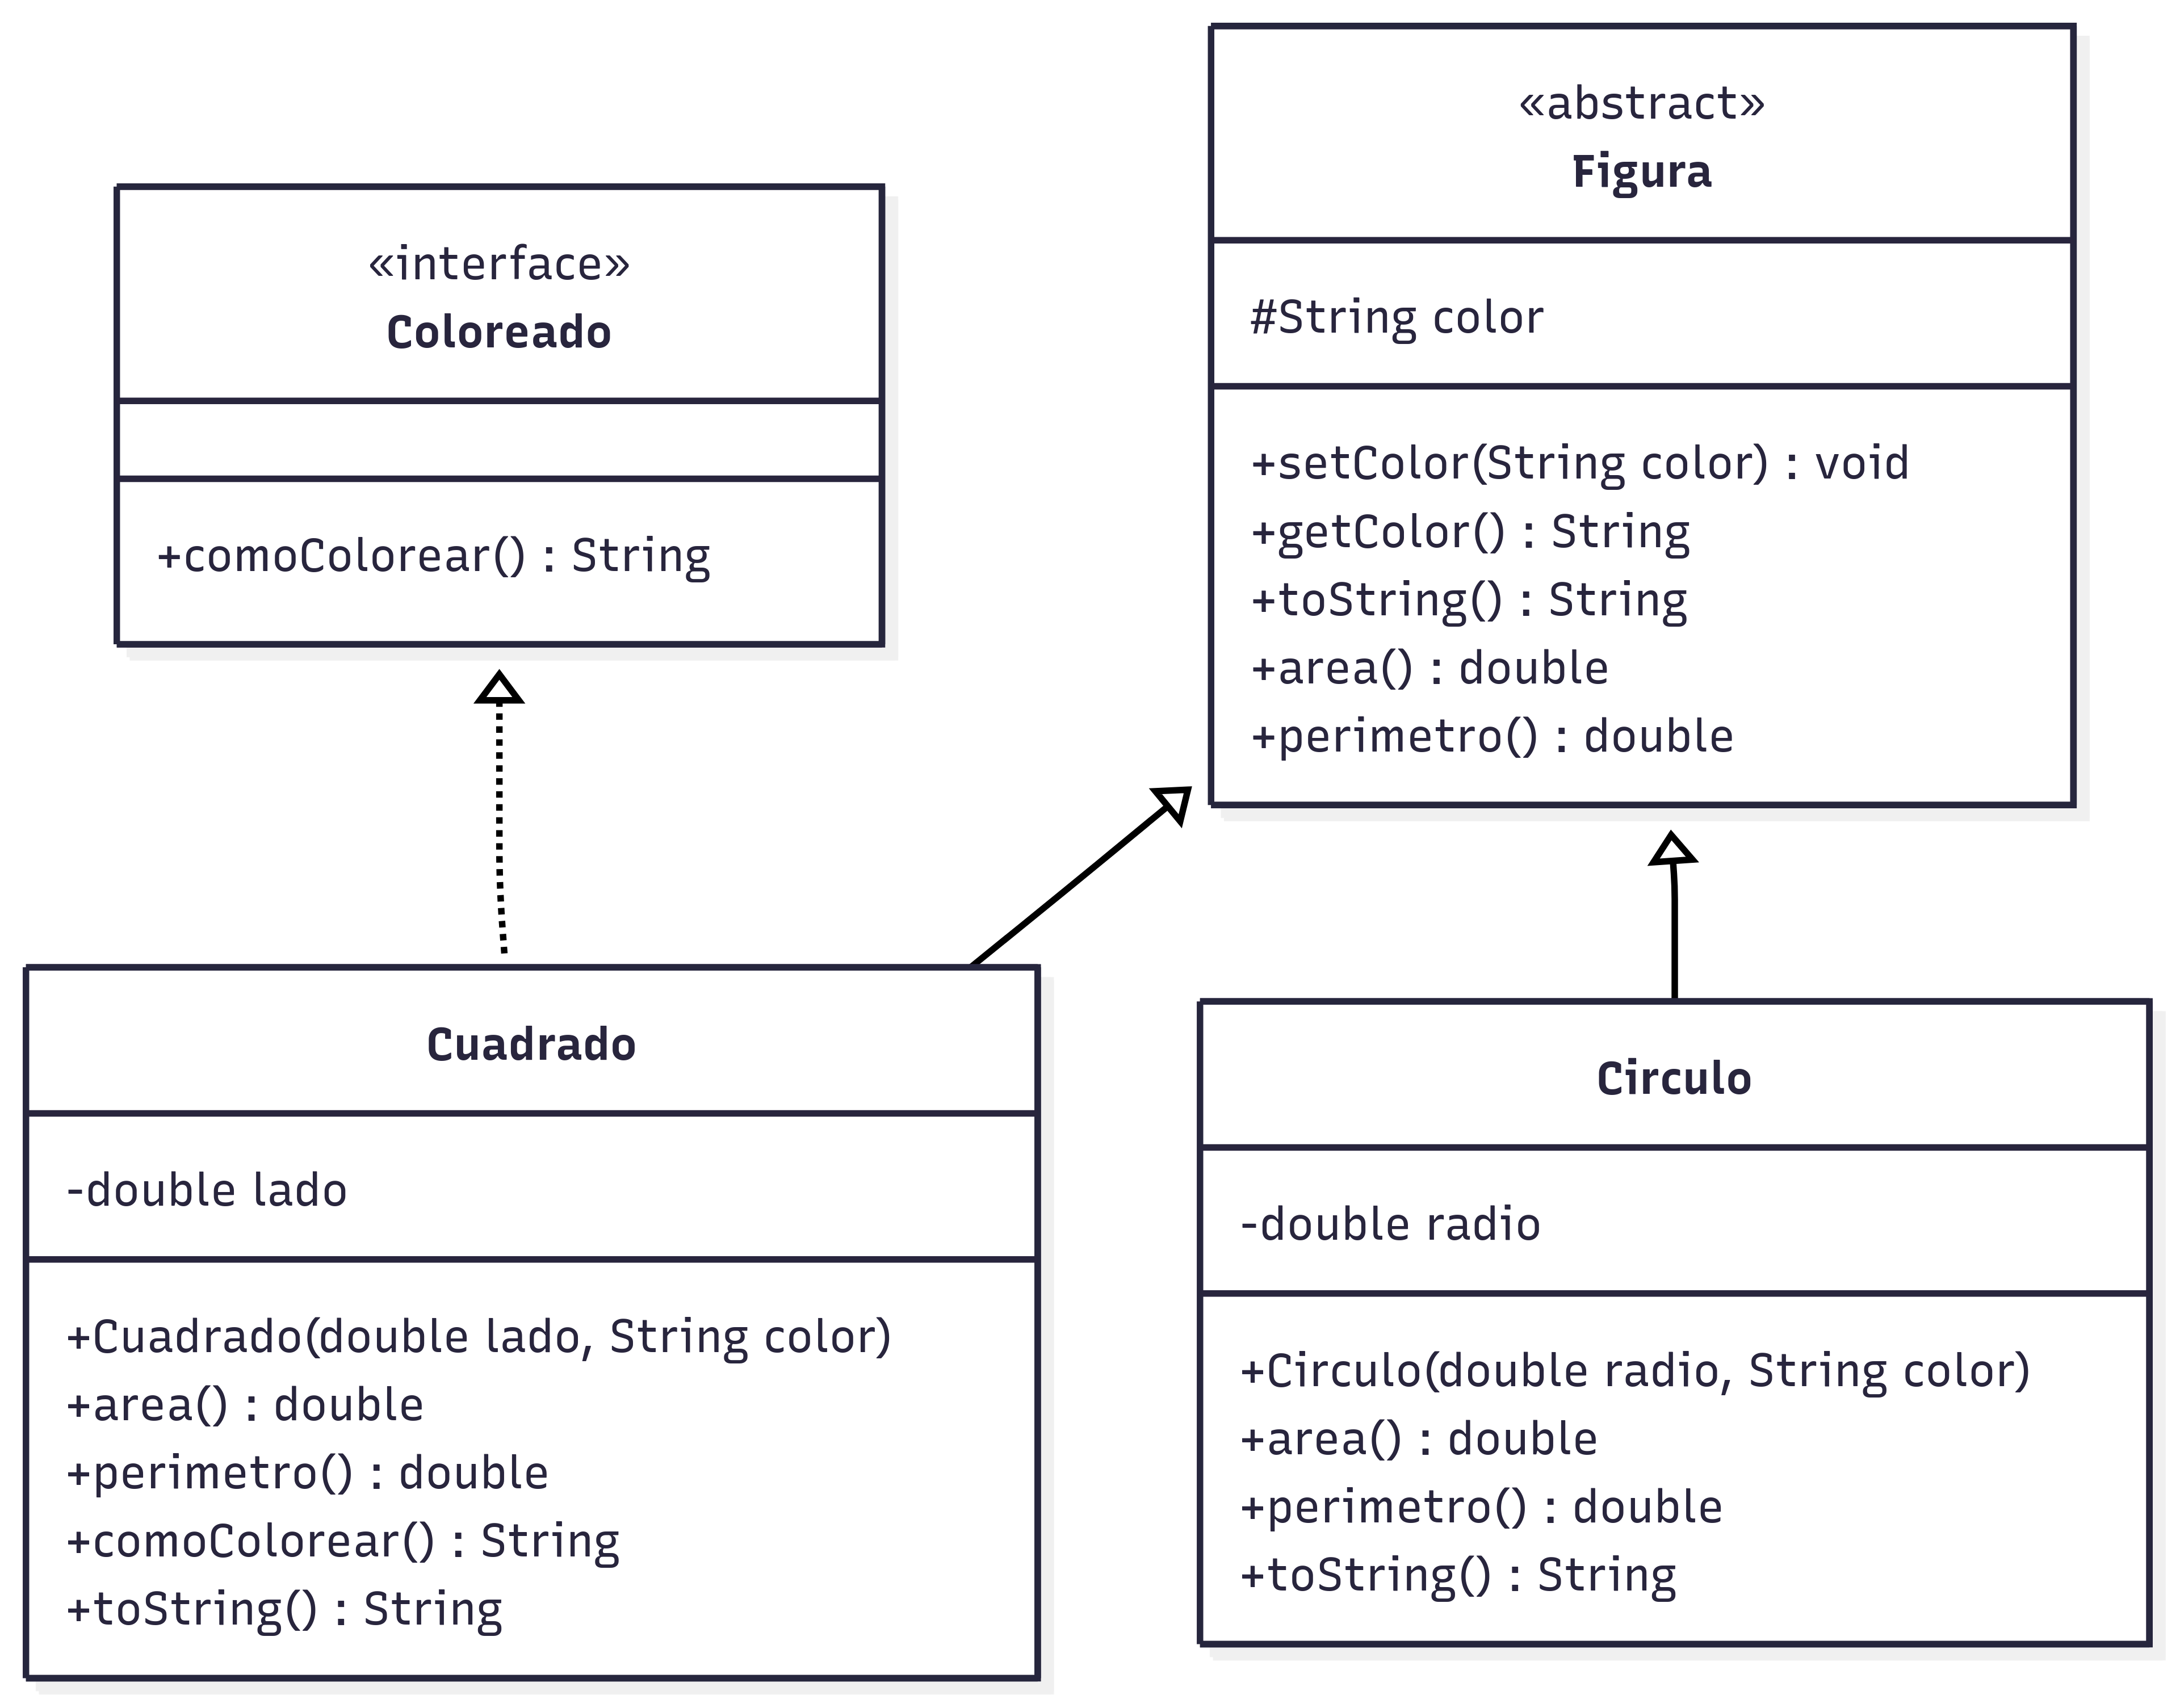 «interface»
Coloreado
+comoColorear() : String
«abstract»
Figura
#String color
+setColor(String color) : void
+getColor() : String
+toString() : String
+area() : double
+perimetro() : double
Cuadrado
-double lado
+Cuadrado(double lado, String color)
+area() : double
+perimetro() : double
+comoColorear() : String
+toString() : String
Circulo
-double radio
+Circulo(double radio, String color)
+area() : double
+perimetro() : double
+toString() : String